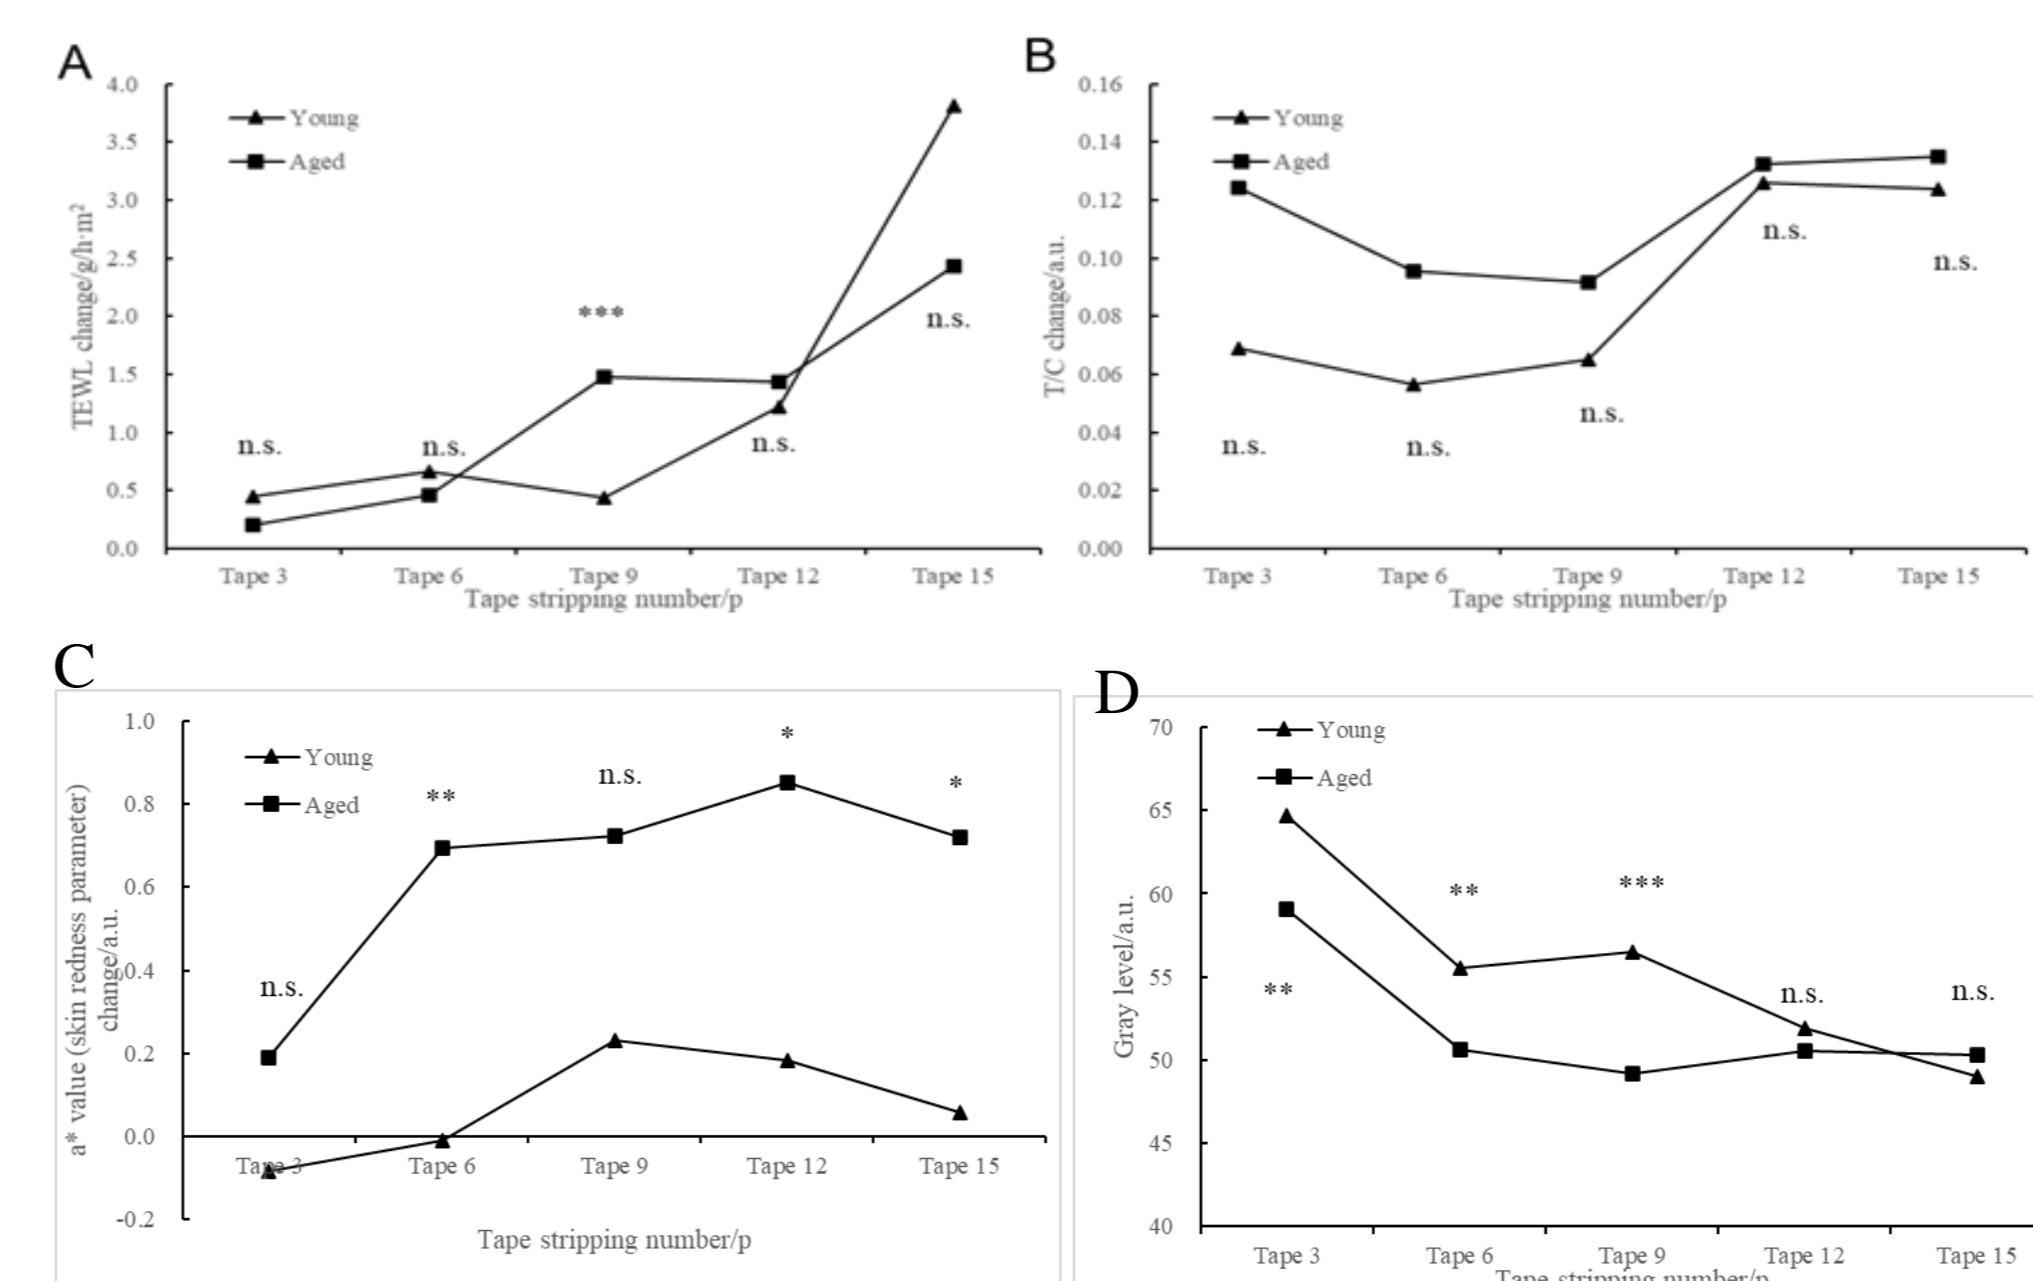 A
4.0
3.5
3.0
2.5
2.0
1.5
1.0
0.5
0.0
TEWL change/g/h·m²
Young
Aged
n.s.
n.s.
***
n.s.
n.s.
Tape 3 Tape 6 Tape 9 Tape 12 Tape 15
Tape stripping number/p
B
0.16
0.14
0.12
0.10
0.08
0.06
0.04
0.02
0.00
T/C change/a.u.
Young
Aged
n.s.
n.s.
n.s.
n.s.
n.s.
Tape 3 Tape 6 Tape 9 Tape 12 Tape 15
Tape stripping number/p
C
1.0
0.8
0.6
0.4
0.2
0.0
-0.2
a* value (skin redness parameter)
change/a.u.
Young
Aged
n.s.
**
n.s.
*
*
Tape 3 Tape 6 Tape 9 Tape 12 Tape 15
Tape stripping number/p
D
70
65
60
55
50
45
40
Gray level/a.u.
Young
Aged
**
**
***
n.s.
n.s.
Tape 3 Tape 6 Tape 9 Tape 12 Tape 15
Tape stripping number/p